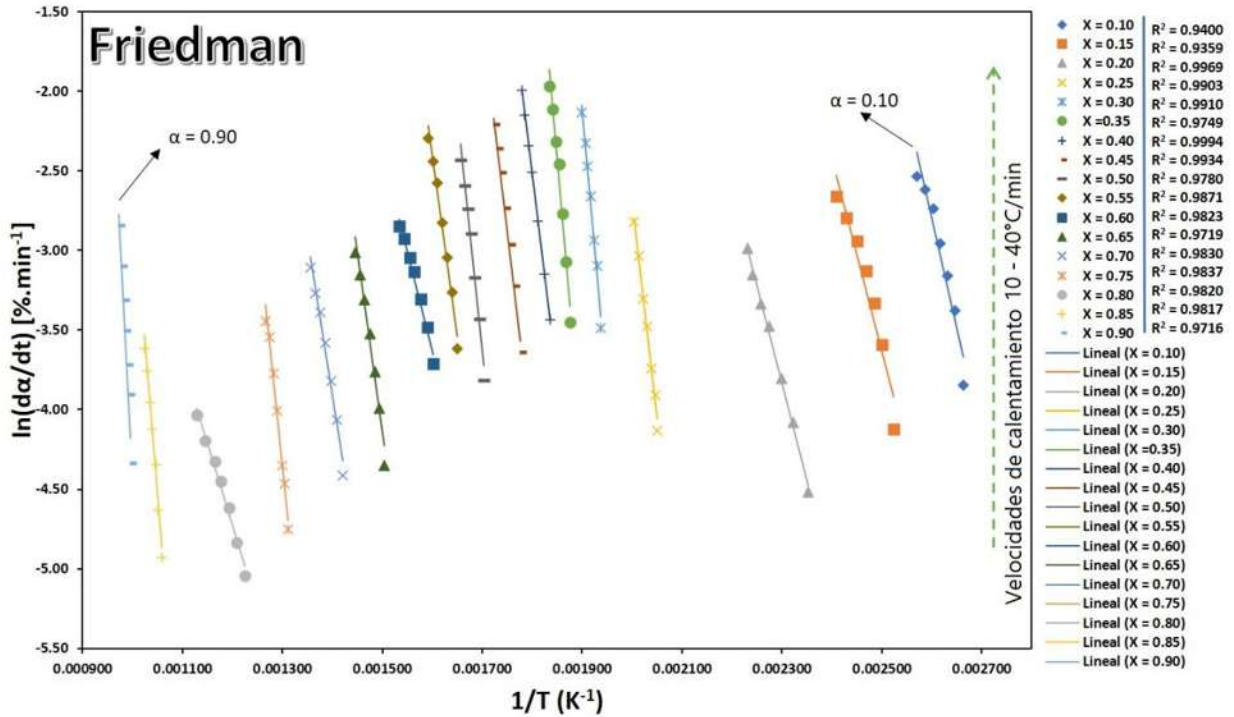 Friedman
-1.50
-2.00
-2.50
-3.00
-3.50
-4.00
-4.50
-5.00
-5.50
ln(dα/dt) [%.min⁻¹]
α = 0.90
α = 0.10
Velocidades de calentamiento 10 - 40°C/min
0.000900
0.001100
0.001300
0.001500
0.001700
0.001900
0.002100
0.002300
0.002500
0.002700
1/T (K⁻¹)
X = 0.10 R² = 0.9400
X = 0.15 R² = 0.9359
X = 0.20 R² = 0.9969
X = 0.25 R² = 0.9903
X = 0.30 R² = 0.9910
X =0.35 R² = 0.9749
X = 0.40 R² = 0.9994
X = 0.45 R² = 0.9934
X = 0.50 R² = 0.9780
X = 0.55 R² = 0.9871
X = 0.60 R² = 0.9823
X = 0.65 R² = 0.9719
X = 0.70 R² = 0.9830
X = 0.75 R² = 0.9837
X = 0.80 R² = 0.9820
X = 0.85 R² = 0.9817
X = 0.90 R² = 0.9716
Lineal (X = 0.10)
Lineal (X = 0.15)
Lineal (X = 0.20)
Lineal (X = 0.25)
Lineal (X = 0.30)
Lineal (X =0.35)
Lineal (X = 0.40)
Lineal (X = 0.45)
Lineal (X = 0.50)
Lineal (X = 0.55)
Lineal (X = 0.60)
Lineal (X = 0.65)
Lineal (X = 0.70)
Lineal (X = 0.75)
Lineal (X = 0.80)
Lineal (X = 0.85)
Lineal (X = 0.90)